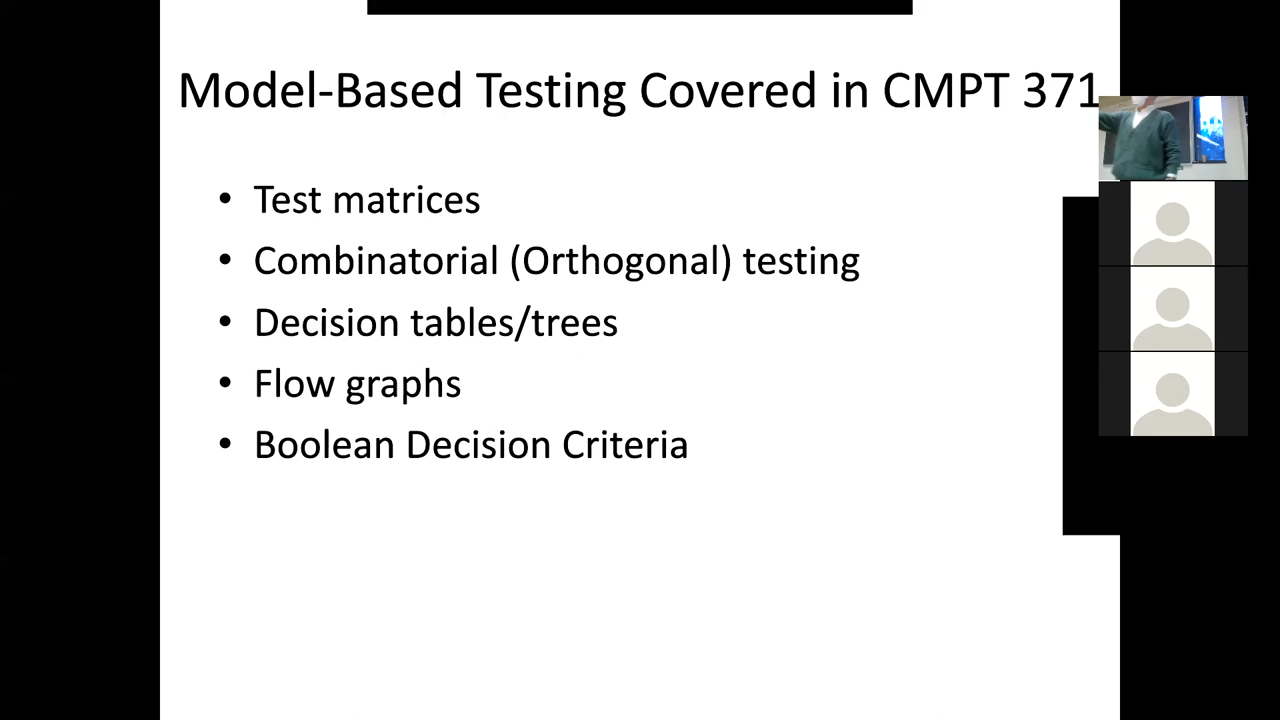 Model-Based Testing Covered in CMPT 371
• Test matrices
• Combinatorial (Orthogonal) testing
• Decision tables/trees
• Flow graphs
• Boolean Decision Criteria